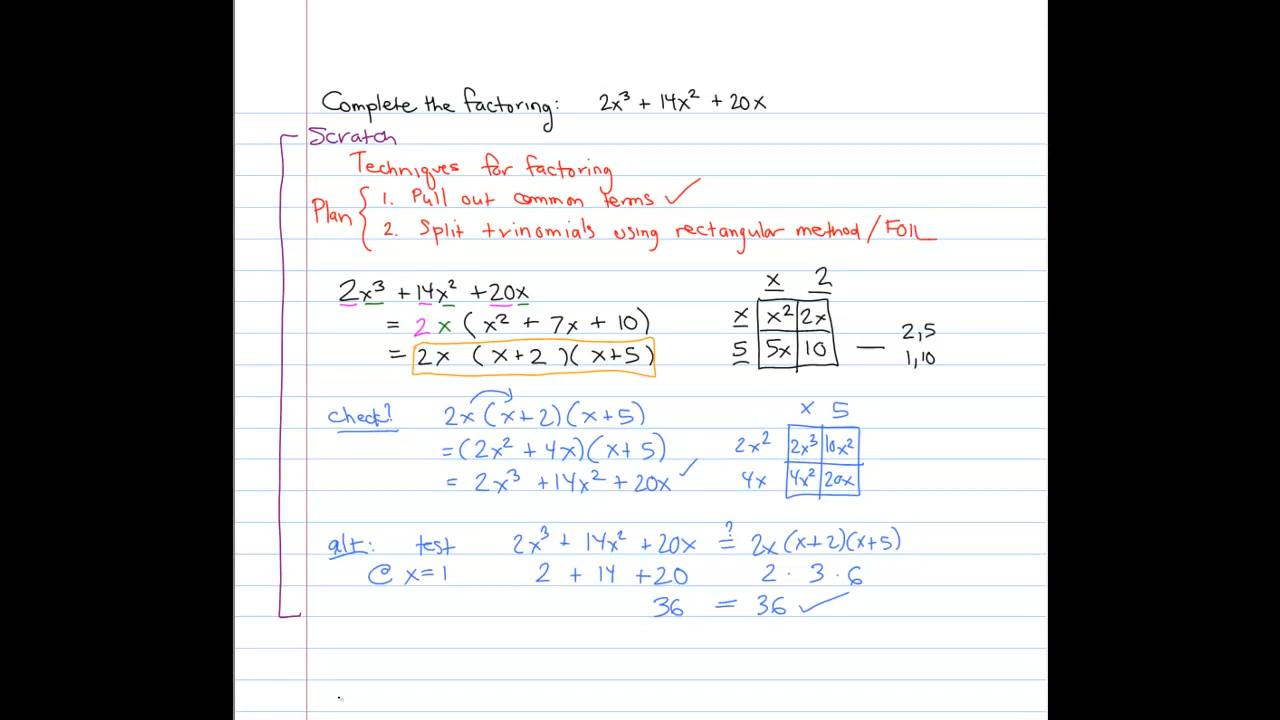 Complete the factoring: 2x³ + 14x² + 20x
Scratch
Techniques for factoring
Plan { 1. Pull out common terms ✓
2. Split trinomials using rectangular method/FOIL
2x³ + 14x² + 20x
= 2x (x² + 7x + 10)
= 2x (x+2)(x+5)
x 2
x x² 2x
5 5x 10 — 2,5
1,10
check? 2x(x+2)(x+5)
=(2x² + 4x)(x+5)
= 2x³ + 14x² + 20x ✓
x 5
2x² 2x³ 10x²
4x 4x² 20x
alt: test 2x³ + 14x² + 20x ≟ 2x(x+2)(x+5)
@ x=1 2 + 14 + 20 2 · 3 · 6
36 = 36 ✓